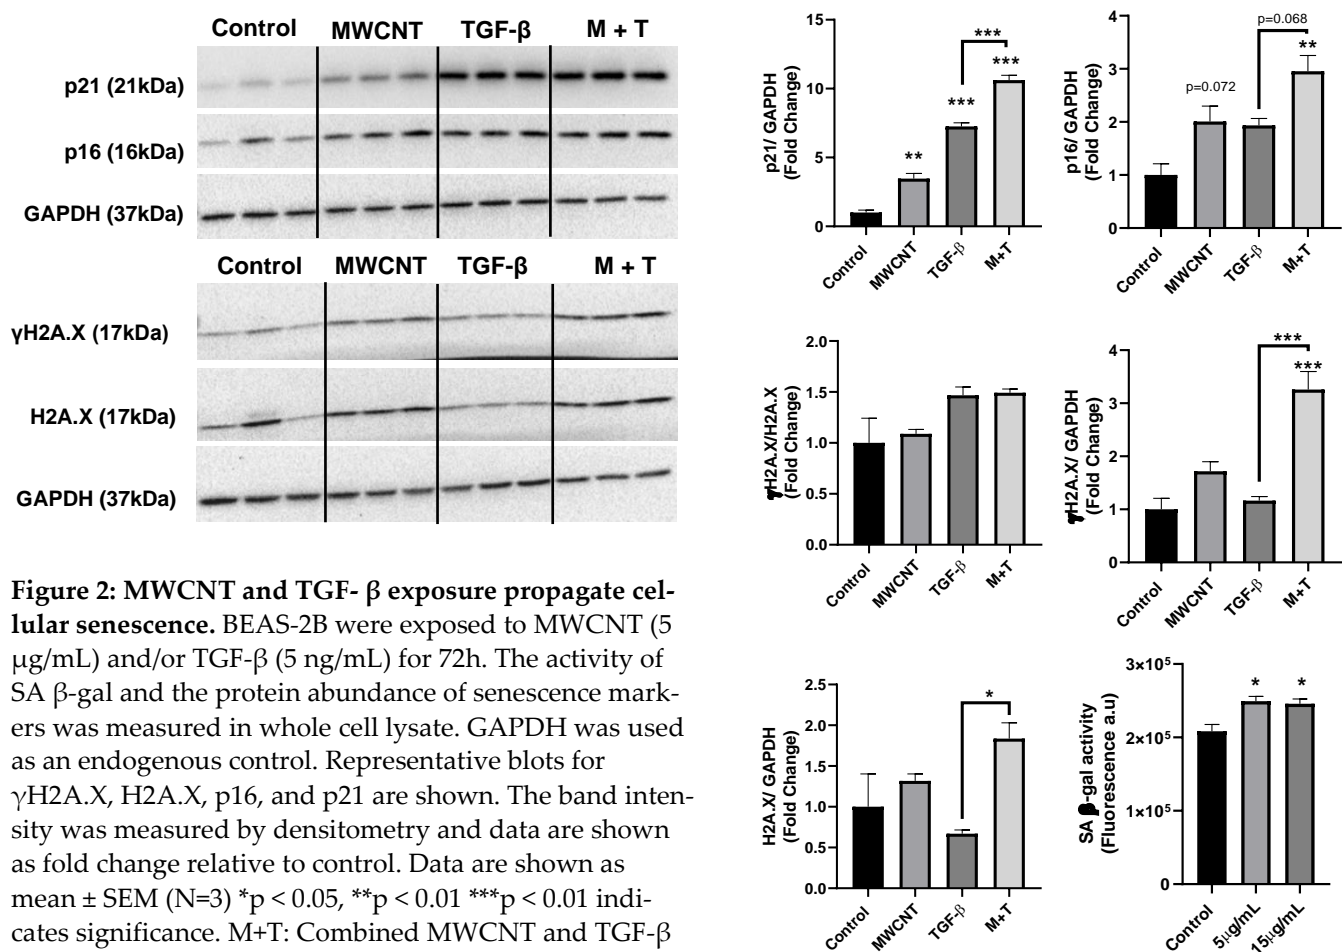 Control MWCNT TGF-β M + T
p21 (21kDa)
p16 (16kDa)
GAPDH (37kDa)
Control MWCNT TGF-β M + T
γH2A.X (17kDa)
H2A.X (17kDa)
GAPDH (37kDa)
Figure 2: MWCNT and TGF- β exposure propagate cel-
lular senescence. BEAS-2B were exposed to MWCNT (5
μg/mL) and/or TGF-β (5 ng/mL) for 72h. The activity of
SA β-gal and the protein abundance of senescence mark-
ers was measured in whole cell lysate. GAPDH was used
as an endogenous control. Representative blots for
γH2A.X, H2A.X, p16, and p21 are shown. The band inten-
sity was measured by densitometry and data are shown
as fold change relative to control. Data are shown as
mean ± SEM (N=3) *p < 0.05, **p < 0.01 ***p < 0.01 indi-
cates significance. M+T: Combined MWCNT and TGF-β
p21/ GAPDH
(Fold Change)
15
10
5
0
**
***
***
***
Control MWCNT TGF-β M+T
p16/ GAPDH
(Fold Change)
4
3
2
1
0
p=0.072
p=0.068
**
Control MWCNT TGF-β M+T
γH2A.X/H2A.X
(Fold Change)
2.0
1.5
1.0
0.5
0.0
Control MWCNT TGF-β M+T
γH2A.X/ GAPDH
(Fold Change)
4
3
2
1
0
***
***
Control MWCNT TGF-β M+T
H2A.X/ GAPDH
(Fold Change)
2.5
2.0
1.5
1.0
0.5
0.0
*
Control MWCNT TGF-β M+T
SA β-gal activity
(Fluorescence a.u)
3×10⁵
2×10⁵
1×10⁵
0
*
*
Control 5μg/mL 15μg/mL